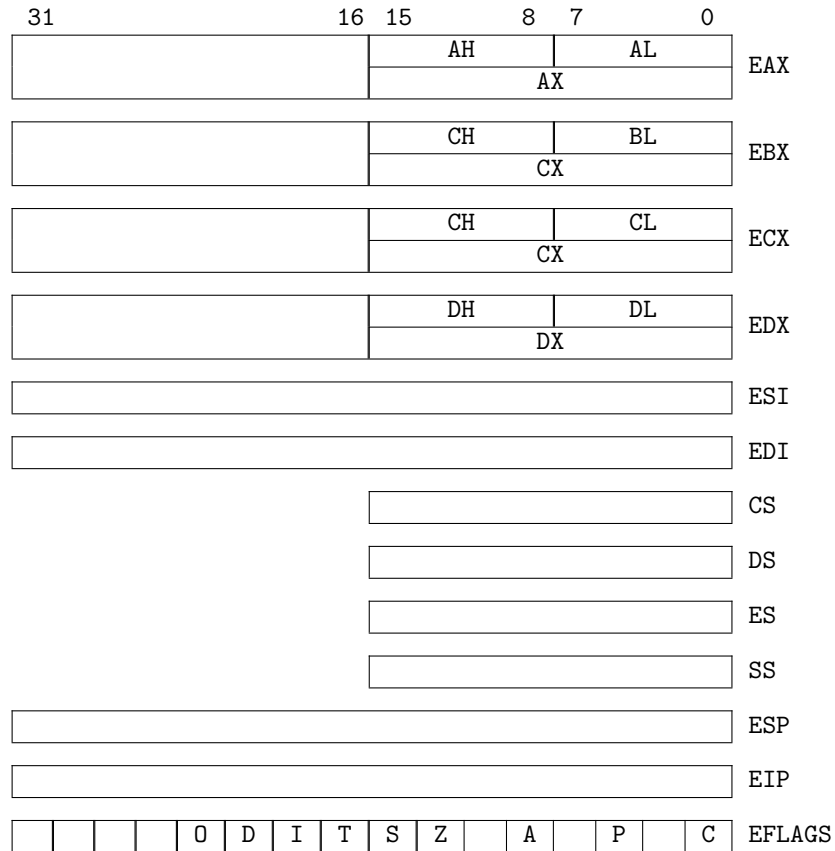 31 16 15 8 7 0
AH AL
EAX
AX
CH BL
EBX
CX
CH CL
ECX
CX
DH DL
EDX
DX
ESI
EDI
CS
DS
ES
SS
ESP
EIP
O D I T S Z A P C EFLAGS